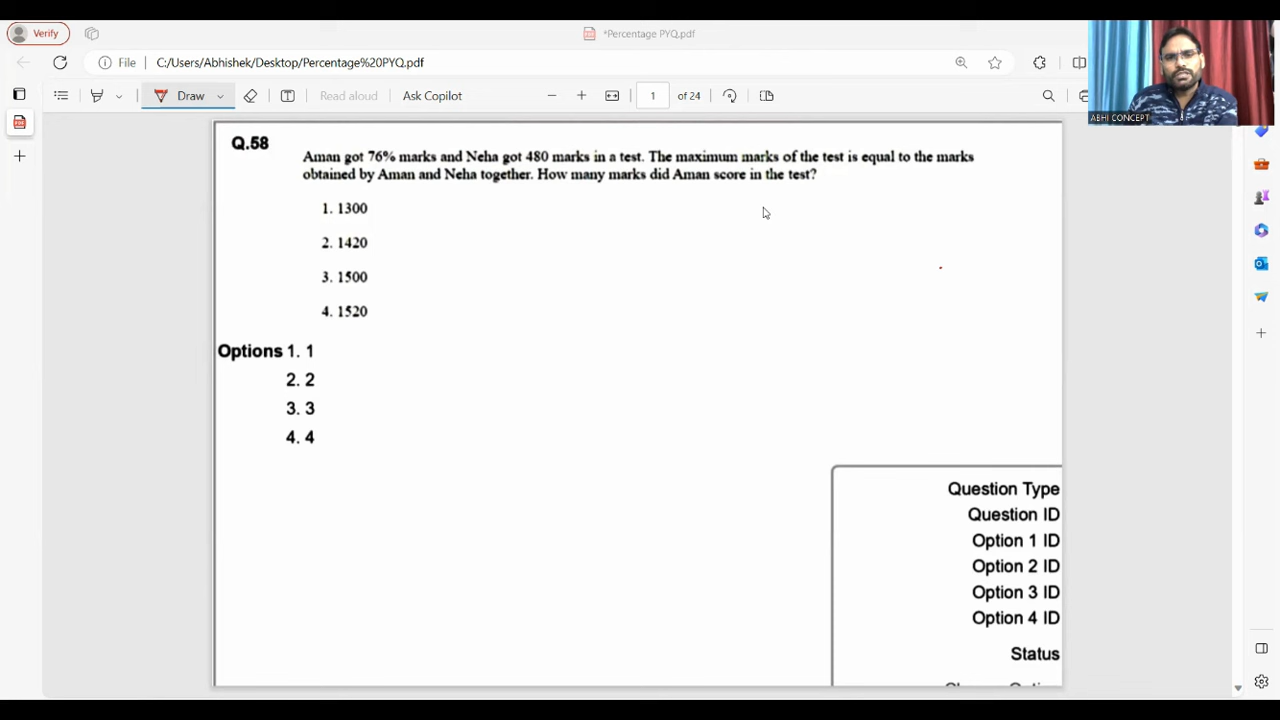 Verify
*Percentage PYQ.pdf
File
C:/Users/Abhishek/Desktop/Percentage%20PYQ.pdf
Draw
Read aloud
Ask Copilot
1
of 24
ABHI CONCEPT
Q.58
Aman got 76% marks and Neha got 480 marks in a test. The maximum marks of the test is equal to the marks
obtained by Aman and Neha together. How many marks did Aman score in the test?
1. 1300
2. 1420
3. 1500
4. 1520
Options 1. 1
2. 2
3. 3
4. 4
Question Type
Question ID
Option 1 ID
Option 2 ID
Option 3 ID
Option 4 ID
Status